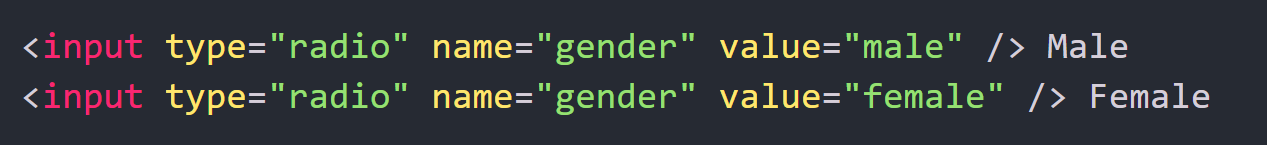 <input type="radio" name="gender" value="male" /> Male
<input type="radio" name="gender" value="female" /> Female